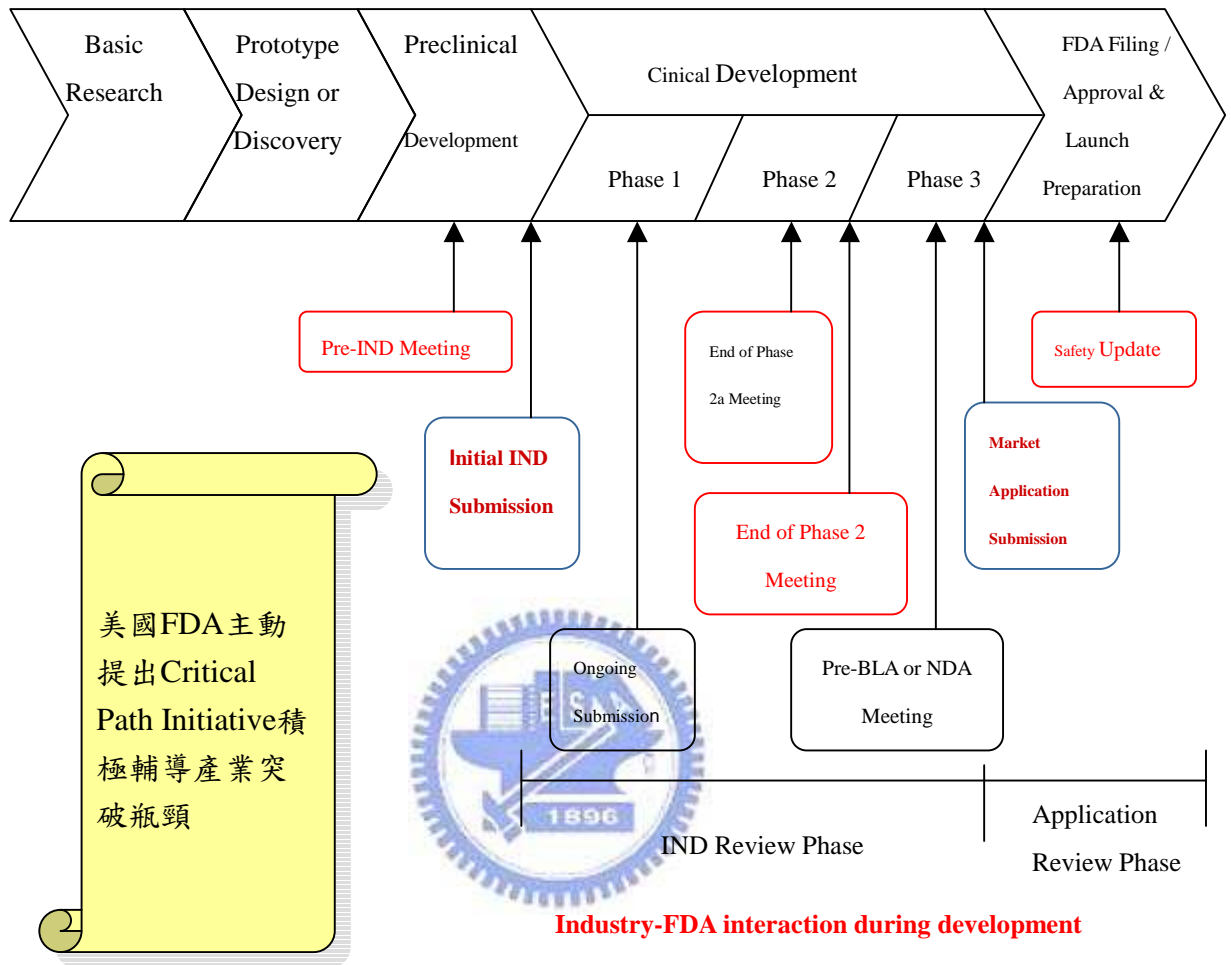 Basic
Research
Prototype
Design or
Discovery
Preclinical
Development
Cinical Development
Phase 1
Phase 2
Phase 3
FDA Filing /
Approval &
Launch
Preparation
Pre-IND Meeting
End of Phase
2a Meeting
Safety Update
Initial IND
Submission
Market
Application
Submission
End of Phase 2
Meeting
Ongoing
Submission
Pre-BLA or NDA
Meeting
美國FDA主動
提出Critical
Path Initiative積
極輔導產業突
破瓶頸
1896
IND Review Phase
Application
Review Phase
Industry-FDA interaction during development